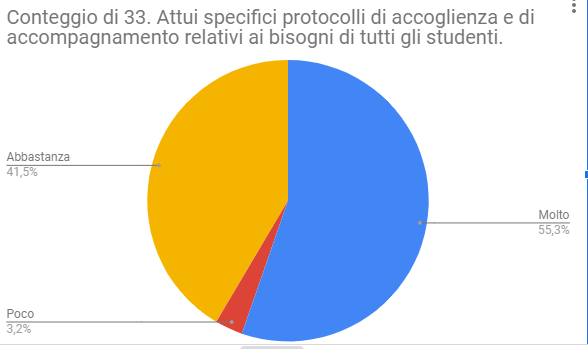 Conteggio di 33. Attui specifici protocolli di accoglienza e di
accompagnamento relativi ai bisogni di tutti gli studenti.
Abbastanza
41,5%
Molto
55,3%
Poco
3,2%